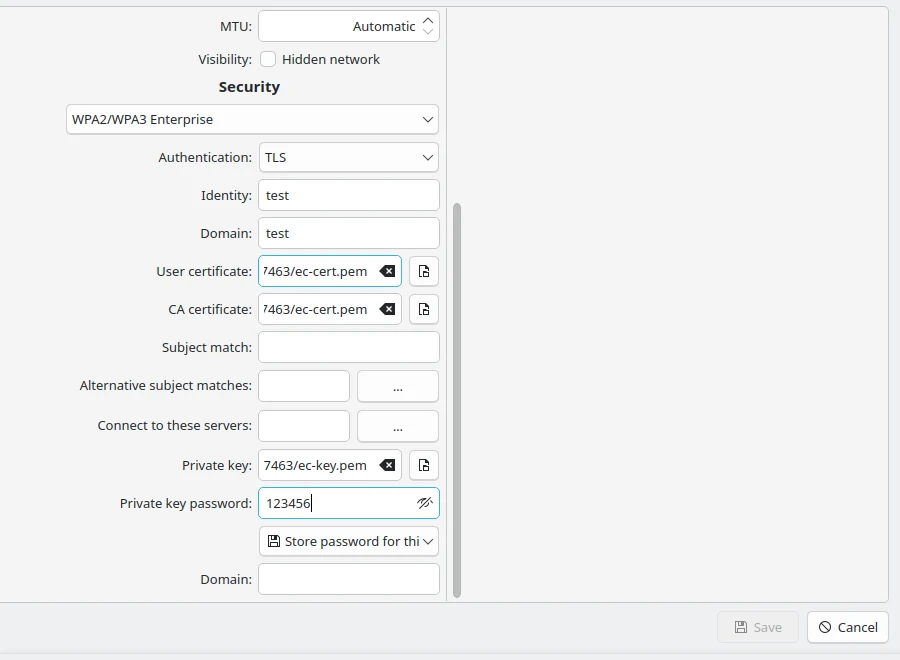 MTU: Automatic
Visibility: Hidden network
Security
WPA2/WPA3 Enterprise
Authentication: TLS
Identity: test
Domain: test
User certificate: 7463/ec-cert.pem
CA certificate: 7463/ec-cert.pem
Subject match:
Alternative subject matches: ...
Connect to these servers: ...
Private key: 7463/ec-key.pem
Private key password: 123456
Store password for thi
Domain:
Save Cancel